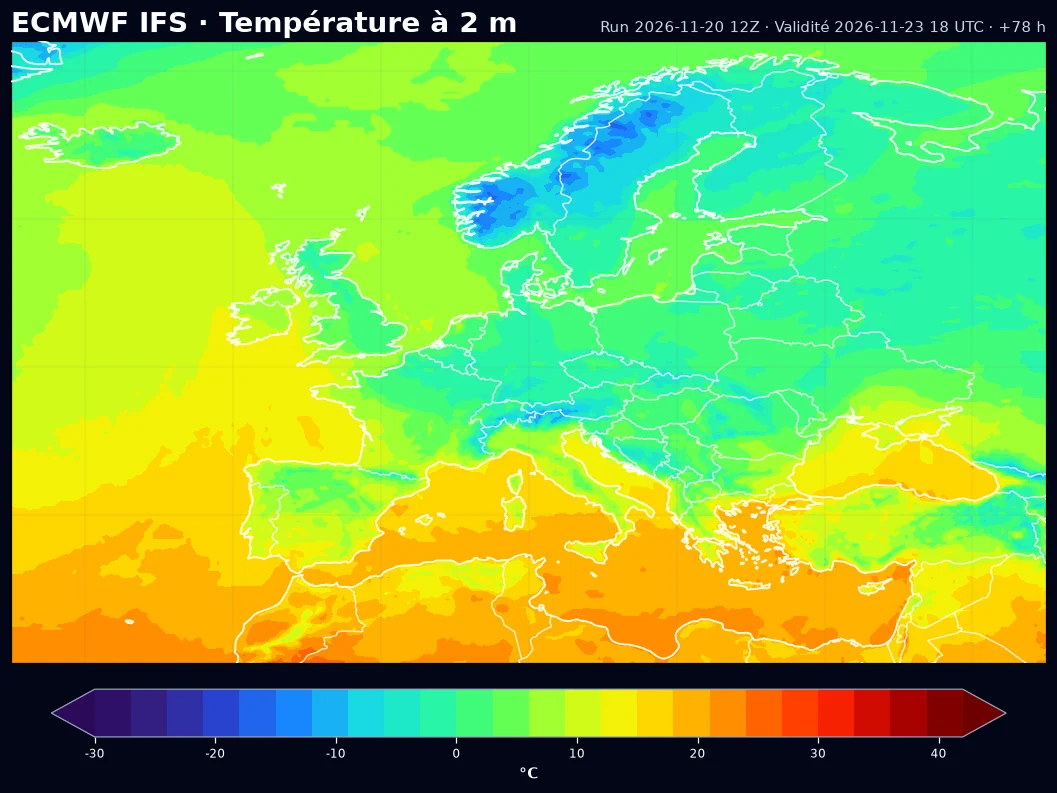 ECMWF IFS · Température à 2 m
Run 2026-11-20 12Z · Validité 2026-11-23 18 UTC · +78 h
-30 -20 -10 0 10 20 30 40
°C